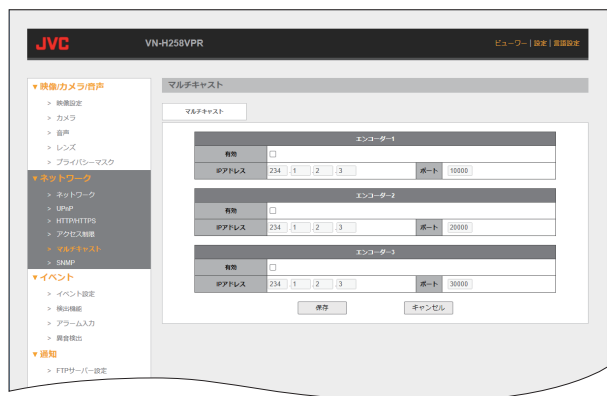 JVC
VN-H258VPR
ビューワー | 設定 | 言語設定
▼映像/カメラ/音声
> 映像設定
> カメラ
> 音声
> レンズ
> プライバシーマスク
▼ネットワーク
> ネットワーク
> UPnP
> HTTP/HTTPS
> アクセス制限
> マルチキャスト
> SNMP
▼イベント
> イベント設定
> 検出機能
> アラーム入力
> 異音検出
▼通知
> FTPサーバー設定
マルチキャスト
マルチキャスト
エンコーダー1
有効
IPアドレス 234 .1 .2 .3 ポート 10000
エンコーダー2
有効
IPアドレス 234 .1 .2 .3 ポート 20000
エンコーダー3
有効
IPアドレス 234 .1 .2 .3 ポート 30000
保存 キャンセル